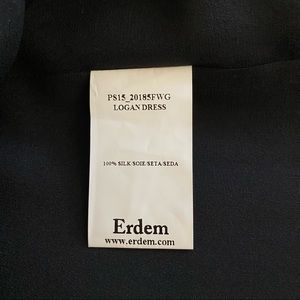 PS15_20185FWG
LOGAN DRESS
100% SILK/SOIE/SETA/SEDA
Erdem
www.erdem.com